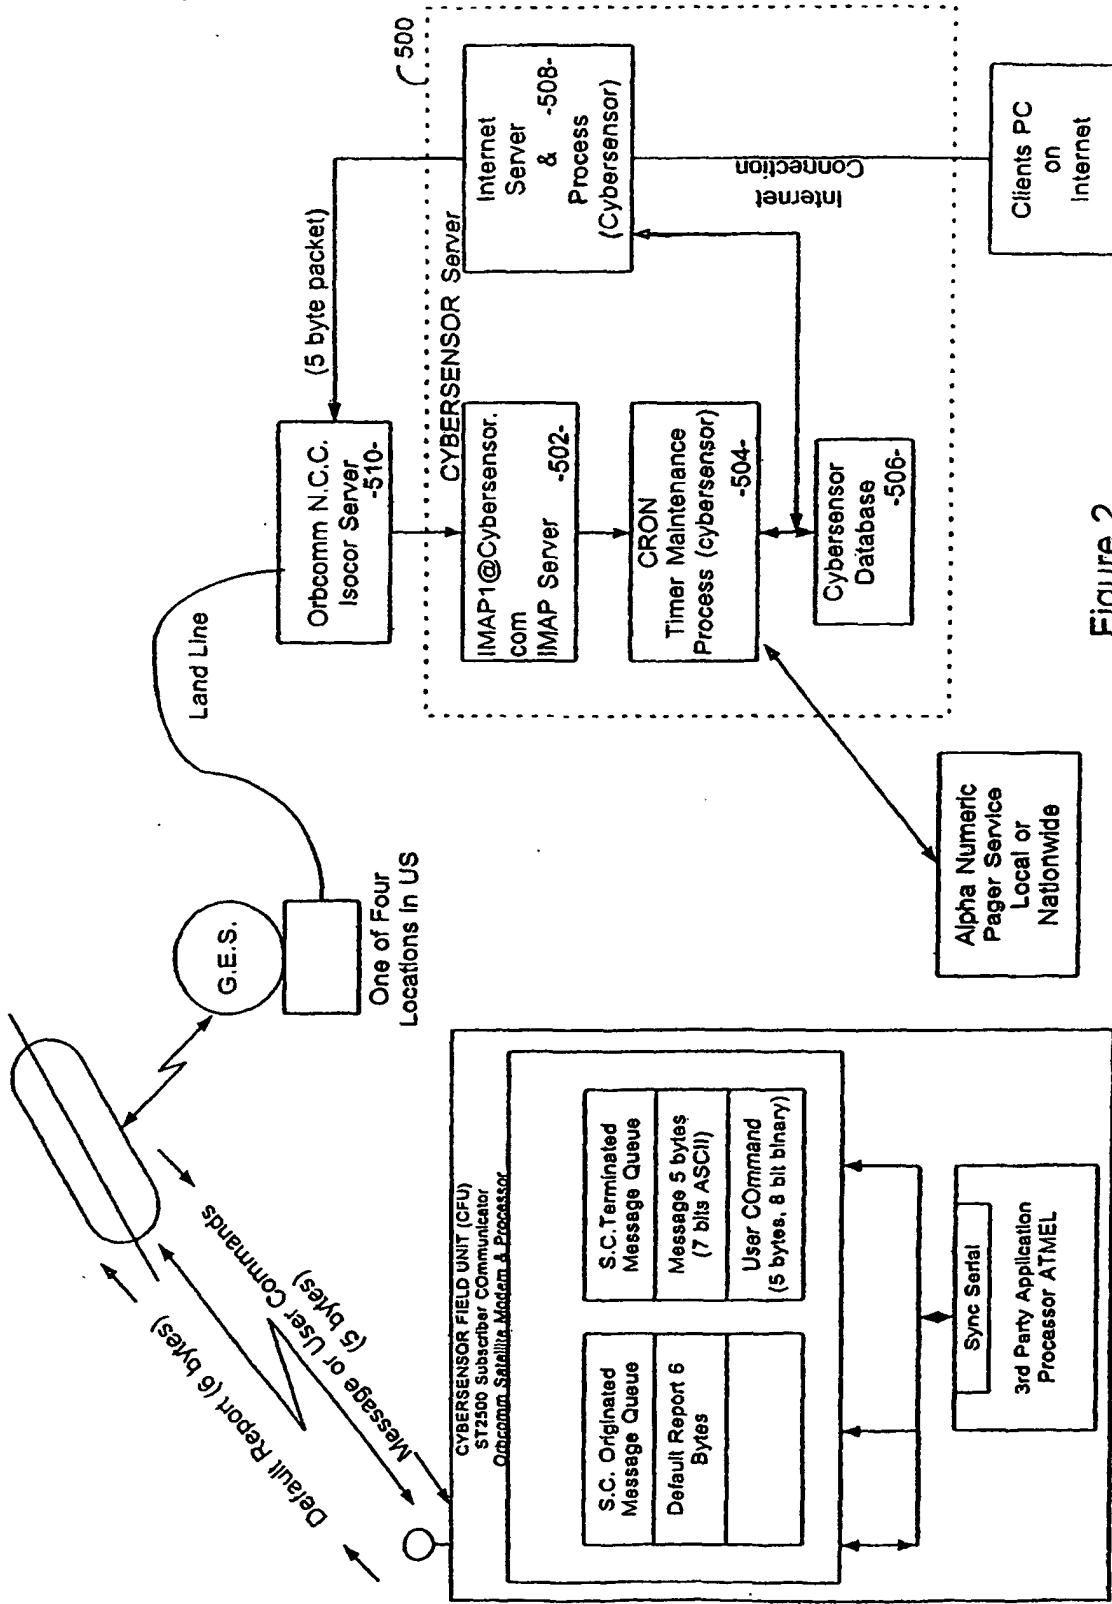 Default Report (6 bytes)
Message or User Commands
(5 bytes)
G.E.S.
One of Four
Locations in US
Land Line
Orbcomm N.C.C.
Isocor Server
-510-
(5 byte packet)
500
CYBERSENSOR Server
IMAP1@Cybersensor.
com
IMAP Server -502-
CRON
Timer Maintenance
Process (cybersensor)
-504-
Cybersensor
Database
-506-
Internet
Server
& -508-
Process
(Cybersensor)
Internet
Connection
Clients PC
on
Internet
Alpha Numeric
Pager Service
Local or
Nationwide
CYBERSENSOR FIELD UNIT (CFU)
ST2500 Subscriber COmmunicator
Orbcomm Satellite Modem & Processor
S.C. Originated
Message Queue
Default Report 6
Bytes
S.C.Terminated
Message Queue
Message 5 bytes
(7 bits ASCII)
User COmmand
(5 bytes, 8 bit binary)
Sync Serial
3rd Party Application
Processor ATMEL
Figure 2